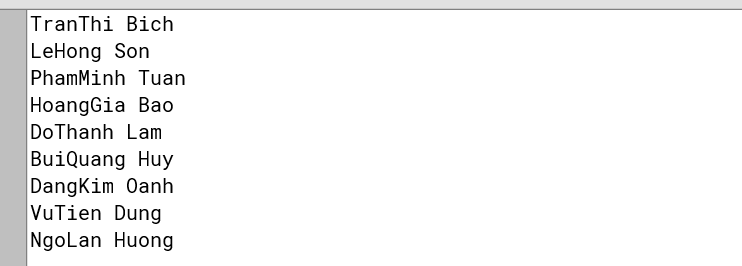 TranThi Bich
LeHong Son
PhamMinh Tuan
HoangGia Bao
DoThanh Lam
BuiQuang Huy
DangKim Oanh
VuTien Dung
NgoLan Huong